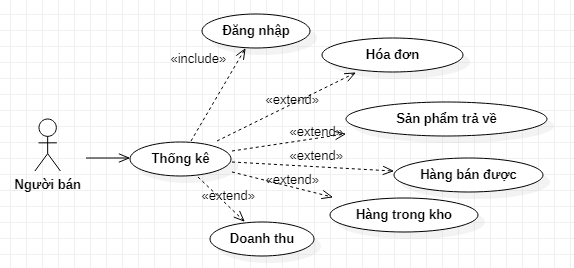 Đăng nhập
«include»
Hóa đơn
«extend»
Sản phẩm trả về
«extend»
Thống kê
«extend»
Hàng bán được
Người bán
«extend»
«extend»
Hàng trong kho
Doanh thu